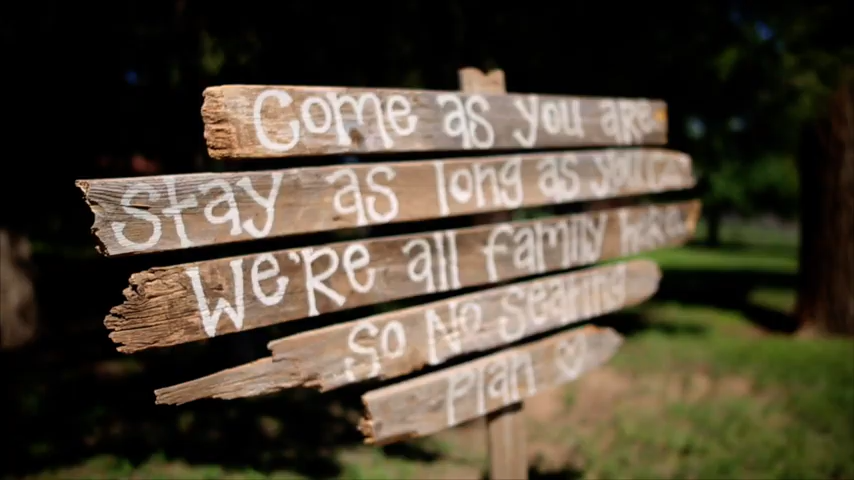 Come as you are
Stay as long as you
We're all family here
So No Seating
Plan